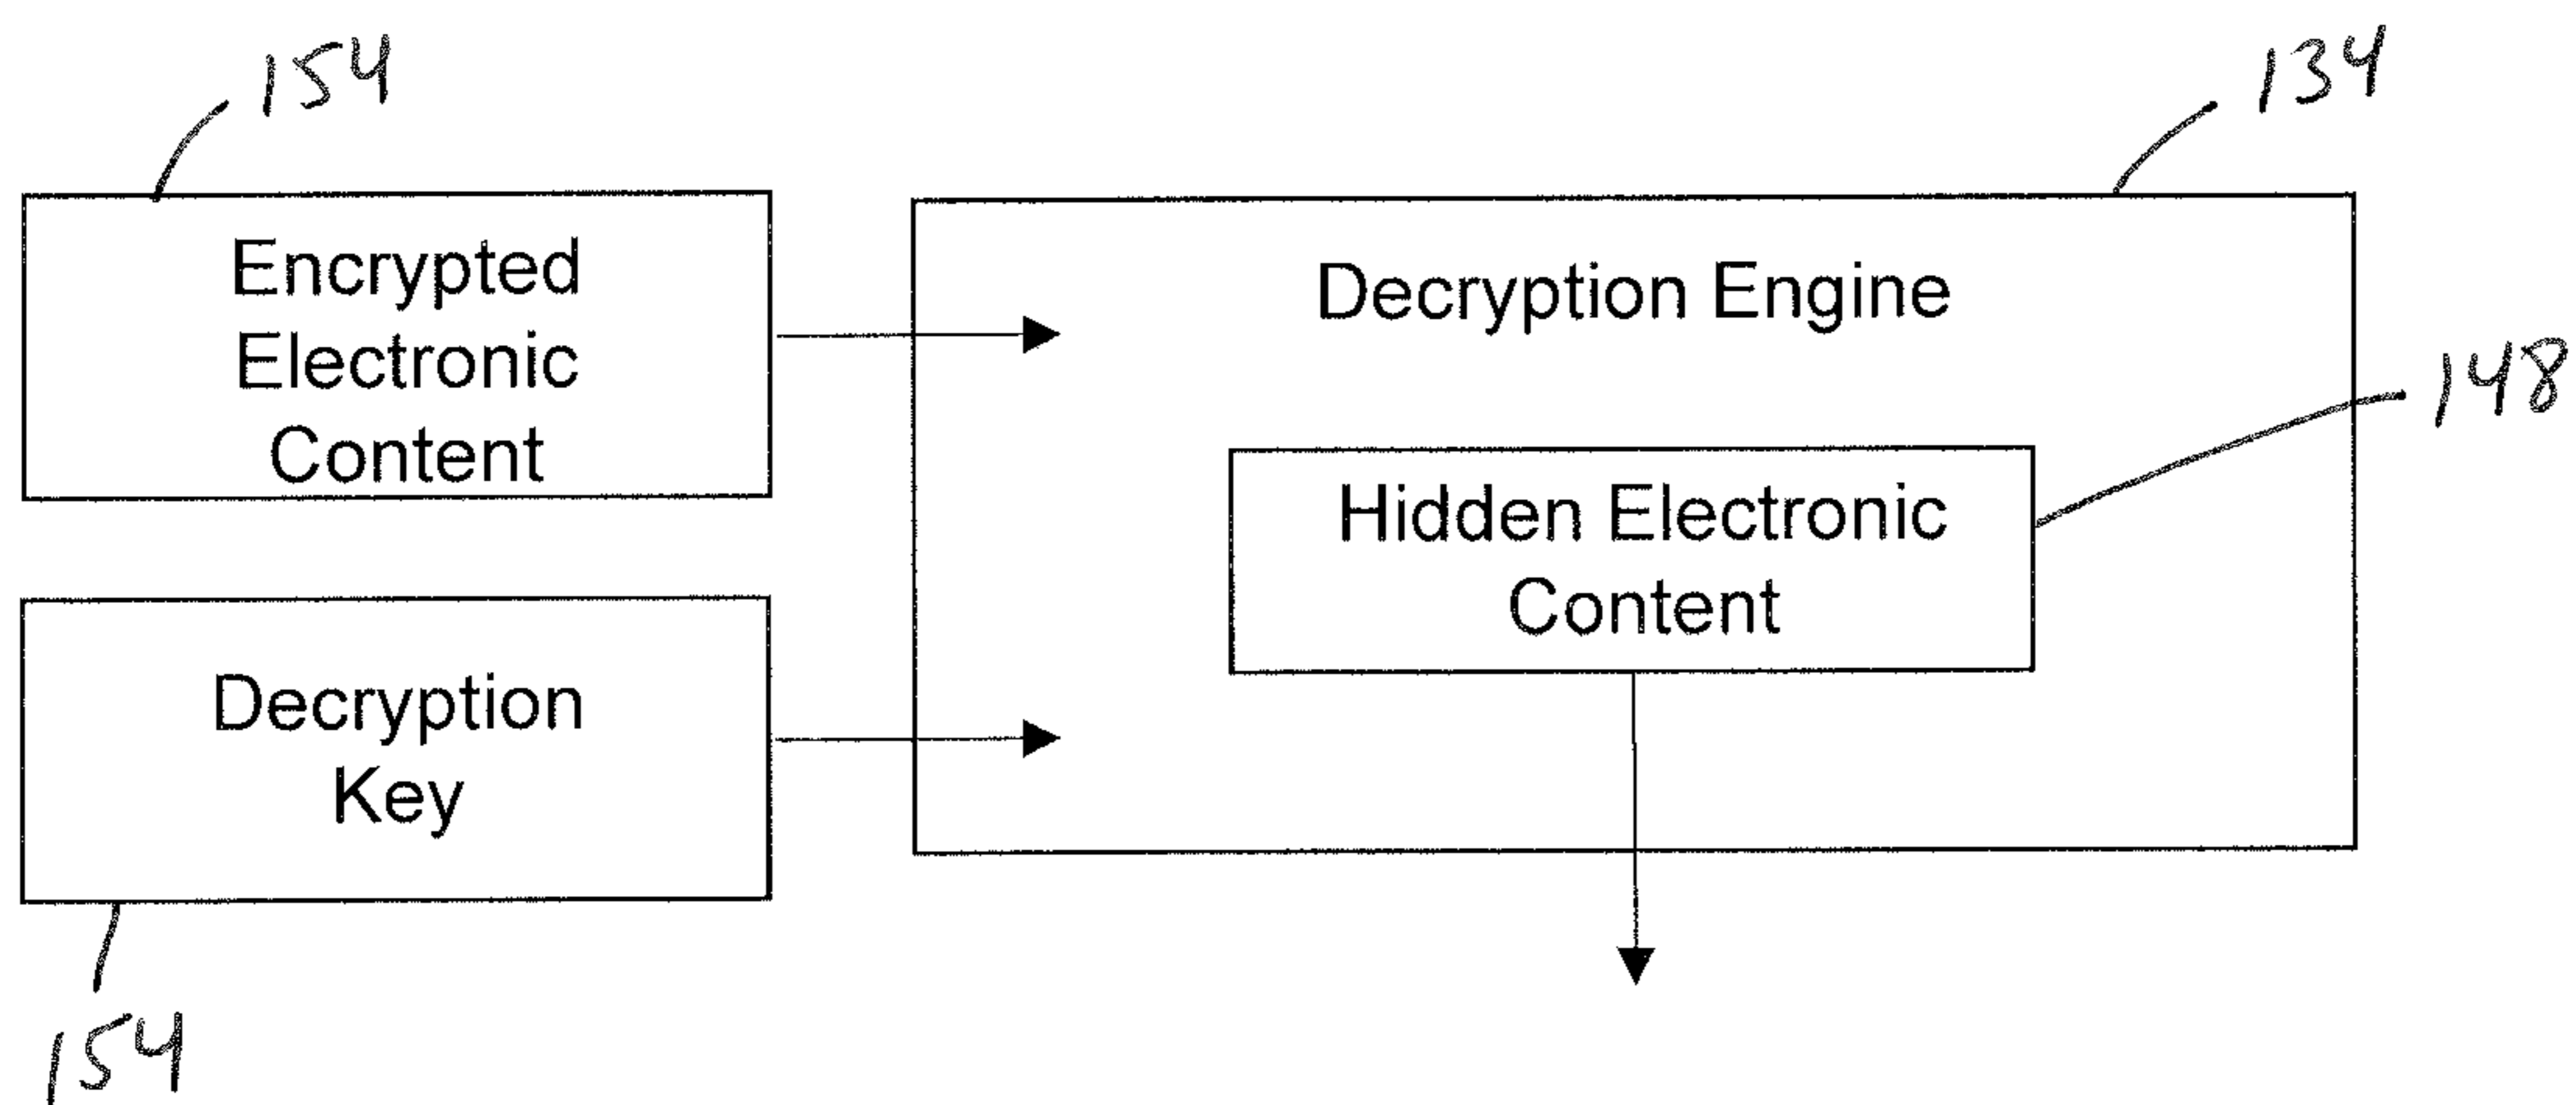 154
134
Encrypted
Electronic
Content
Decryption Engine
148
Hidden Electronic
Content
Decryption
Key
154